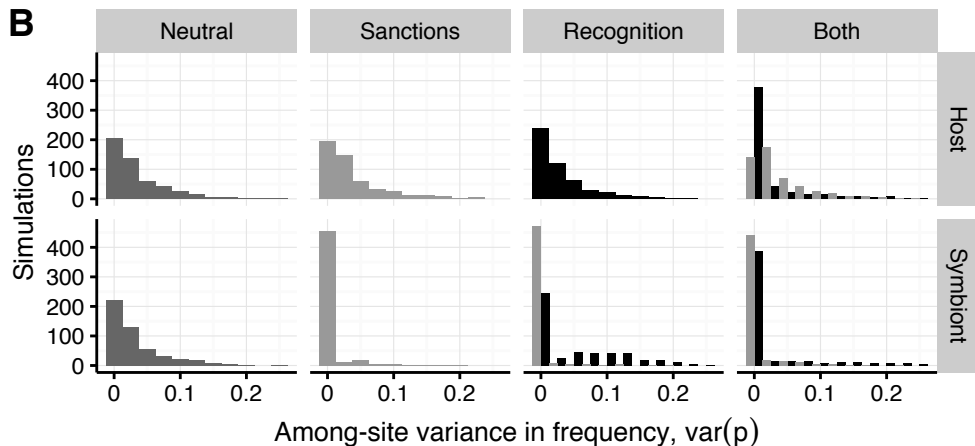 B
Neutral Sanctions Recognition Both
400
300
200
100
0
Host
400
300
200
100
0
Symbiont
Simulations
0 0.1 0.2 0 0.1 0.2 0 0.1 0.2 0 0.1 0.2
Among-site variance in frequency, var(p)